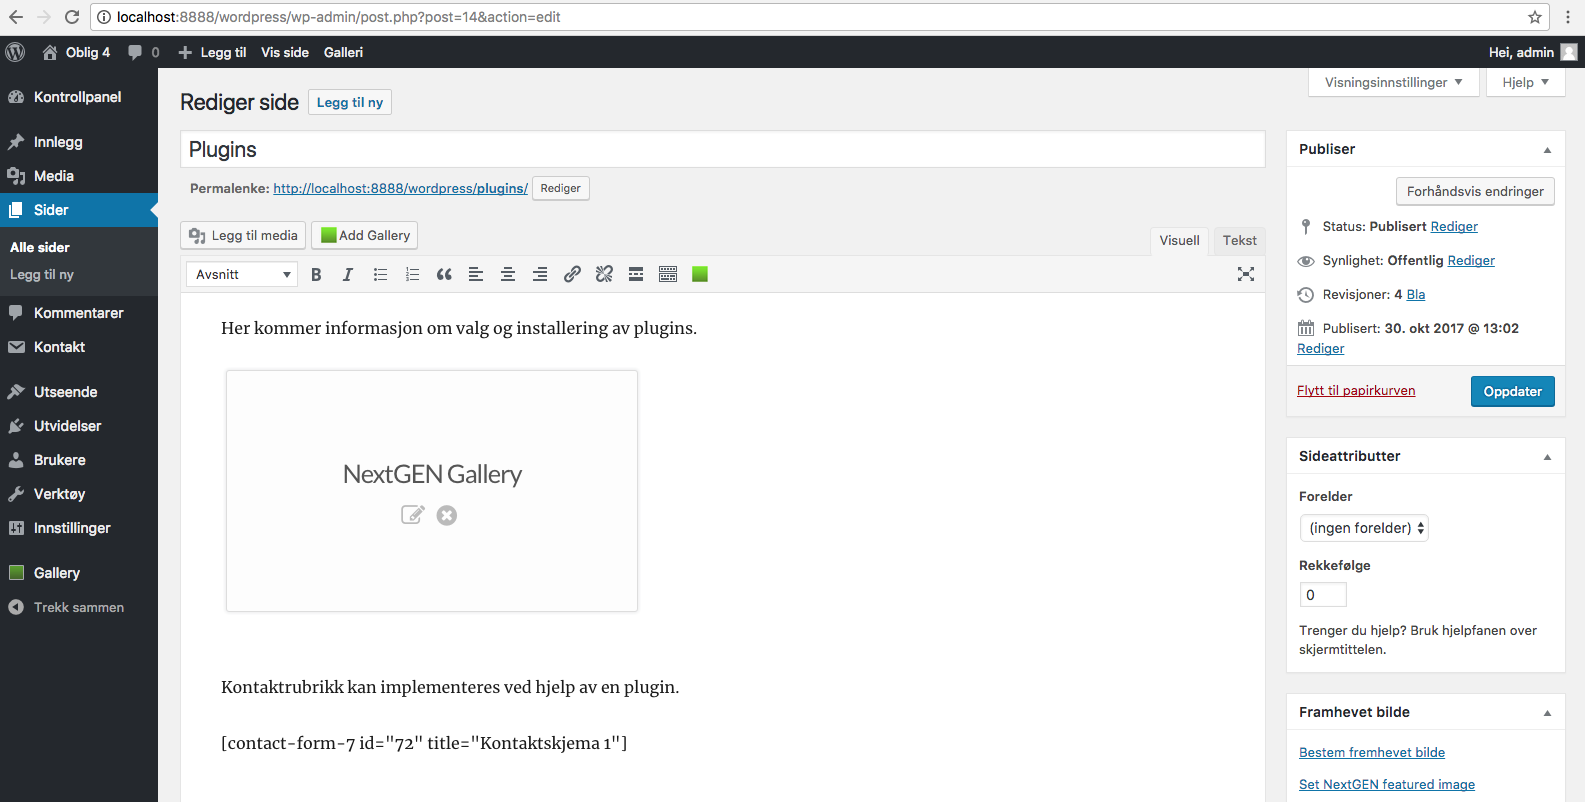 localhost:8888/wordpress/wp-admin/post.php?post=14&action=edit
Oblig 4
0
Legg til
Vis side
Galleri
Hei, admin
Kontrollpanel
Innlegg
Media
Sider
Alle sider
Legg til ny
Kommentarer
Kontakt
Utseende
Utvidelser
Brukere
Verktøy
Innstillinger
Gallery
Trekk sammen
Visningsinnstillinger
Hjelp
Rediger side
Legg til ny
Plugins
Permalenke: http://localhost:8888/wordpress/plugins/
Rediger
Legg til media
Add Gallery
Visuell
Tekst
Avsnitt
B
I
Her kommer informasjon om valg og installering av plugins.
NextGEN Gallery
Kontaktrubrikk kan implementeres ved hjelp av en plugin.
[contact-form-7 id="72" title="Kontaktskjema 1"]
Publiser
Forhåndsvis endringer
Status: Publisert Rediger
Synlighet: Offentlig Rediger
Revisjoner: 4 Bla
Publisert: 30. okt 2017 @ 13:02
Rediger
Flytt til papirkurven
Oppdater
Sideattributter
Forelder
(ingen forelder)
Rekkefølge
0
Trenger du hjelp? Bruk hjelpfanen over
skjermtittelen.
Framhevet bilde
Bestem fremhevet bilde
Set NextGEN featured image